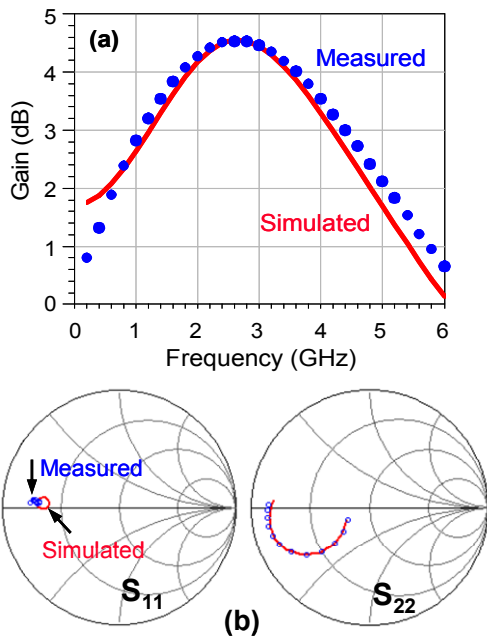 5
(a)
Measured
4
3
2
Simulated
1
0
Gain (dB)
0 1 2 3 4 5 6
Frequency (GHz)
Measured
Simulated
S11
S22
(b)